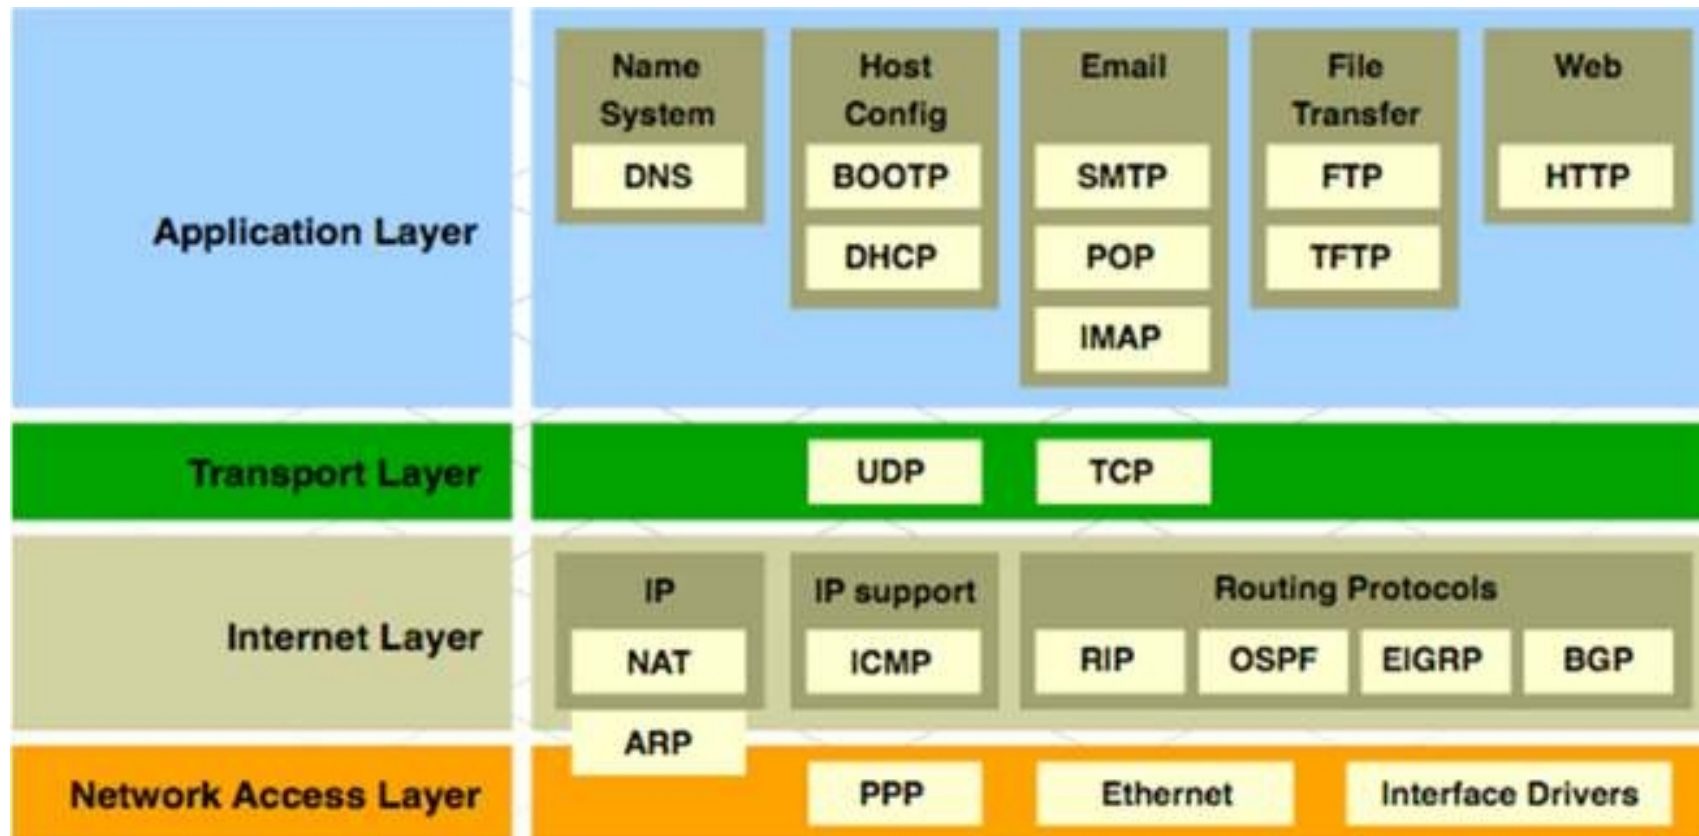 Application Layer
Name
System
DNS
Host
Config
BOOTP
DHCP
Email
SMTP
POP
IMAP
File
Transfer
FTP
TFTP
Web
HTTP
Transport Layer
UDP
TCP
Internet Layer
IP
NAT
ARP
IP support
ICMP
Routing Protocols
RIP
OSPF
EIGRP
BGP
Network Access Layer
PPP
Ethernet
Interface Drivers